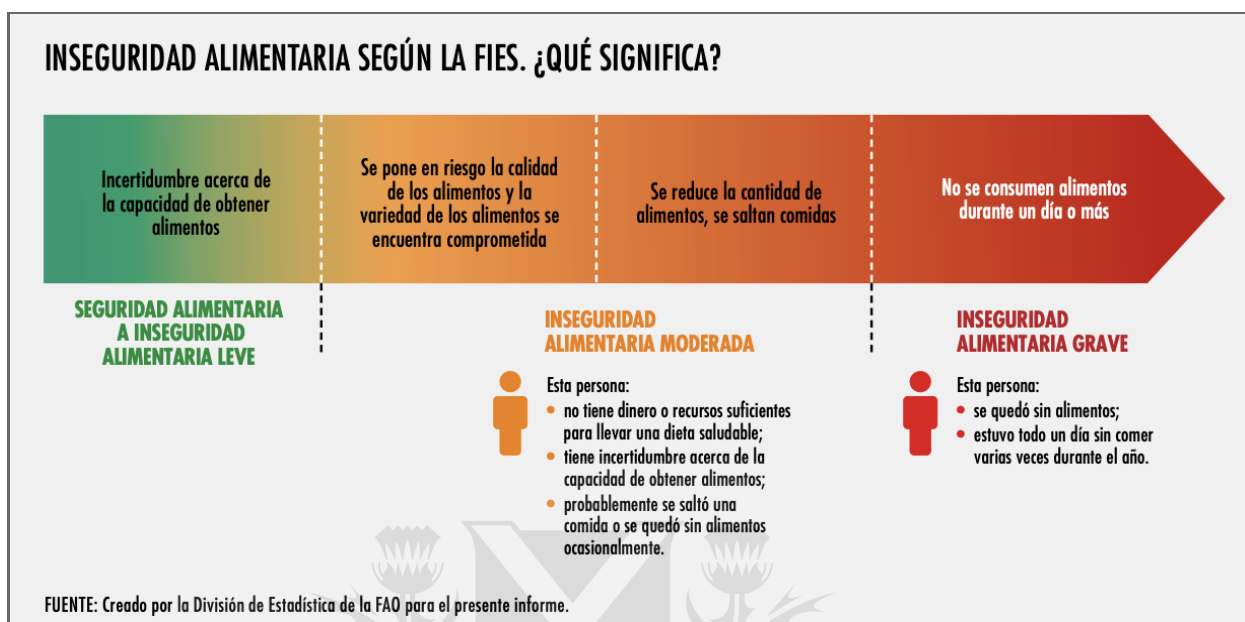 INSEGURIDAD ALIMENTARIA SEGÚN LA FIES. ¿QUÉ SIGNIFICA?
Incertidumbre acerca de
la capacidad de obtener
alimentos
Se pone en riesgo la calidad
de los alimentos y la
variedad de los alimentos se
encuentra comprometida
Se reduce la cantidad de
alimentos, se saltan comidas
No se consumen alimentos
durante un día o más
SEGURIDAD ALIMENTARIA
A INSEGURIDAD
ALIMENTARIA LEVE
INSEGURIDAD
ALIMENTARIA MODERADA
Esta persona:
• no tiene dinero o recursos suficientes
para llevar una dieta saludable;
• tiene incertidumbre acerca de la
capacidad de obtener alimentos;
• probablemente se saltó una
comida o se quedó sin alimentos
ocasionalmente.
INSEGURIDAD
ALIMENTARIA GRAVE
Esta persona:
• se quedó sin alimentos;
• estuvo todo un día sin comer
varias veces durante el año.
FUENTE: Creado por la División de Estadística de la FAO para el presente informe.